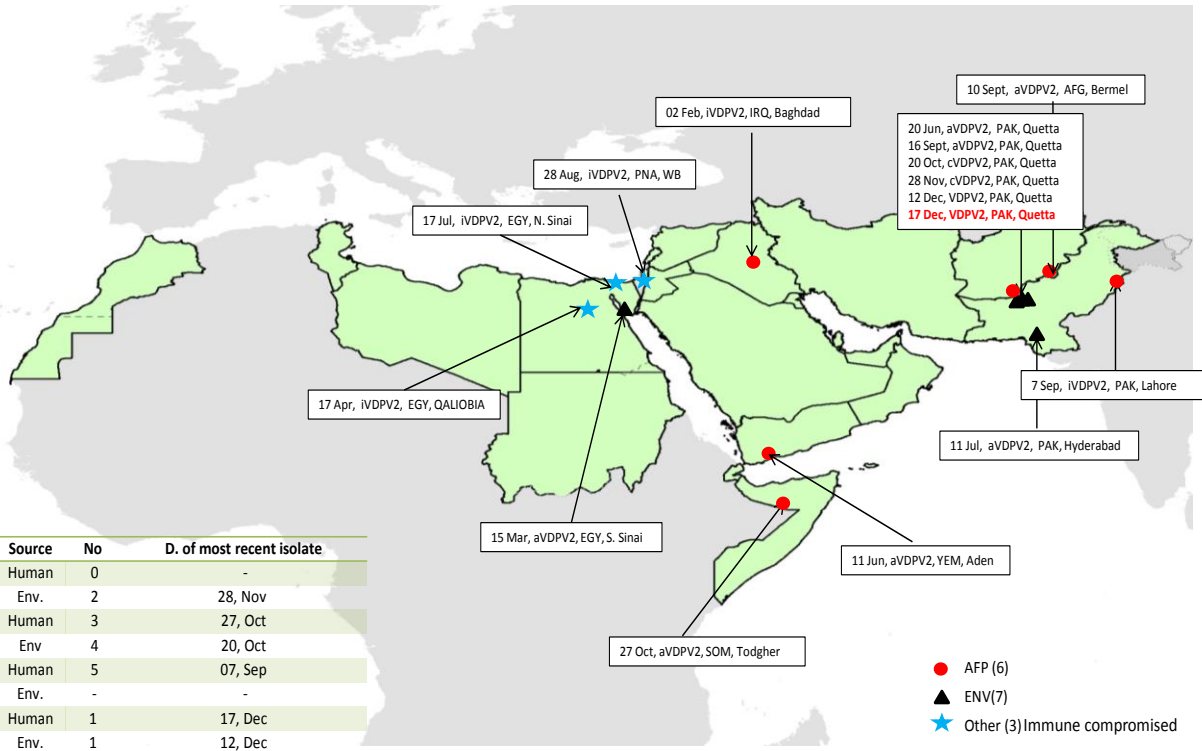 10 Sept, aVDPV2, AFG, Bermel
02 Feb, iVDPV2, IRQ, Baghdad
20 Jun, aVDPV2, PAK, Quetta
16 Sept, aVDPV2, PAK, Quetta
20 Oct, cVDPV2, PAK, Quetta
28 Nov, cVDPV2, PAK, Quetta
12 Dec, VDPV2, PAK, Quetta
17 Dec, VDPV2, PAK, Quetta
28 Aug, iVDPV2, PNA, WB
17 Jul, iVDPV2, EGY, N. Sinai
7 Sep, iVDPV2, PAK, Lahore
17 Apr, iVDPV2, EGY, QALIOBIA
11 Jul, aVDPV2, PAK, Hyderabad
15 Mar, aVDPV2, EGY, S. Sinai
11 Jun, aVDPV2, YEM, Aden
27 Oct, aVDPV2, SOM, Todgher
Source No D. of most recent isolate
Human 0 -
Env. 2 28, Nov
Human 3 27, Oct
Env 4 20, Oct
Human 5 07, Sep
Env. - -
Human 1 17, Dec
Env. 1 12, Dec
AFP (6)
ENV(7)
Other (3) Immune compromised